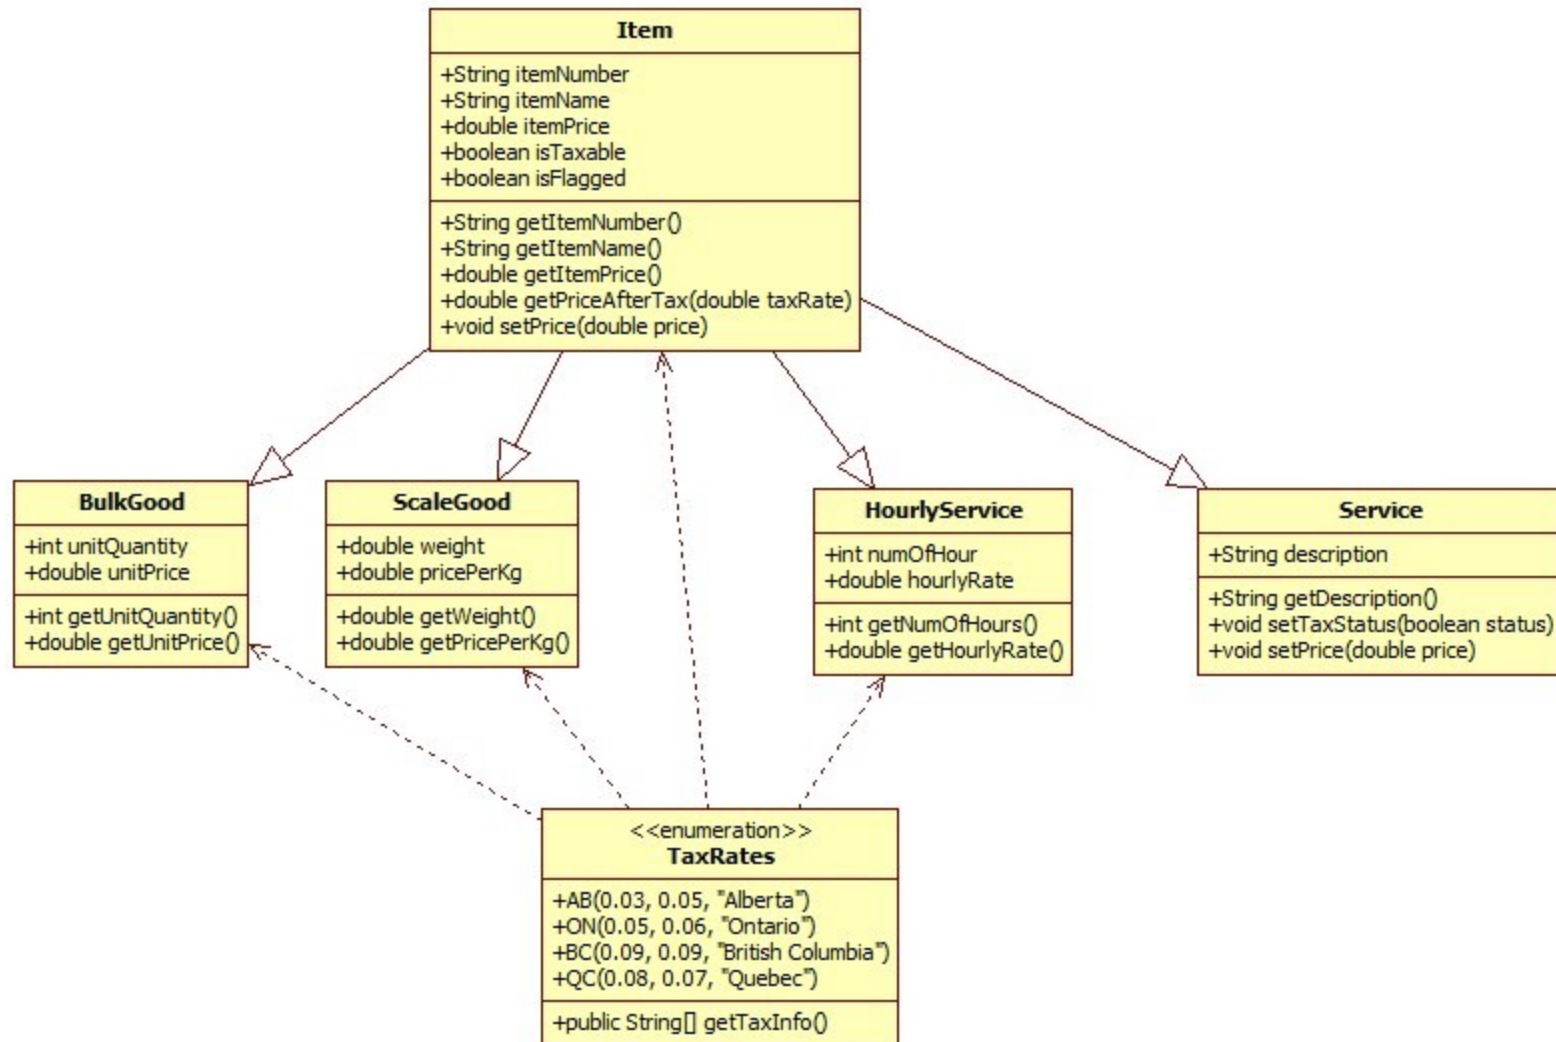 Item
+String itemNumber
+String itemName
+double itemPrice
+boolean isTaxable
+boolean isFlagged
+String getItemNumber()
+String getItemName()
+double getItemPrice()
+double getPriceAfterTax(double taxRate)
+void setPrice(double price)
BulkGood
+int unitQuantity
+double unitPrice
+int getUnitQuantity()
+double getUnitPrice()
ScaleGood
+double weight
+double pricePerKg
+double getWeight()
+double getPricePerKg()
HourlyService
+int numOfHour
+double hourlyRate
+int getNumOfHours()
+double getHourlyRate()
Service
+String description
+String getDescription()
+void setTaxStatus(boolean status)
+void setPrice(double price)
<<enumeration>>
TaxRates
+AB(0.03, 0.05, "Alberta")
+ON(0.05, 0.06, "Ontario")
+BC(0.09, 0.09, "British Columbia")
+QC(0.08, 0.07, "Quebec")
+public String[] getTaxInfo()